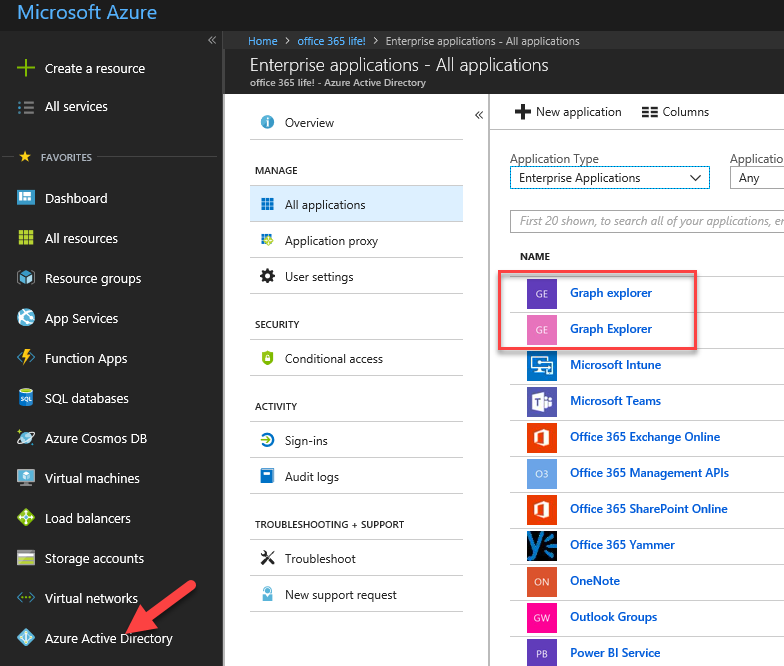 Microsoft Azure
Create a resource
All services
FAVORITES
Dashboard
All resources
Resource groups
App Services
Function Apps
SQL
SQL databases
Azure Cosmos DB
Virtual machines
Load balancers
Storage accounts
Virtual networks
Azure Active Directory
Home > office 365 life! > Enterprise applications - All applications
Enterprise applications - All applications
office 365 life! - Azure Active Directory
Overview
MANAGE
All applications
Application proxy
User settings
SECURITY
Conditional access
ACTIVITY
Sign-ins
Audit logs
TROUBLESHOOTING + SUPPORT
Troubleshoot
New support request
New application Columns
Application Type Applicatio
Enterprise Applications Any
First 20 shown, to search all of your applications, en
NAME
GE Graph explorer
GE Graph Explorer
Microsoft Intune
Microsoft Teams
Office 365 Exchange Online
O3 Office 365 Management APIs
Office 365 SharePoint Online
Office 365 Yammer
ON OneNote
GW Outlook Groups
PB Power BI Service